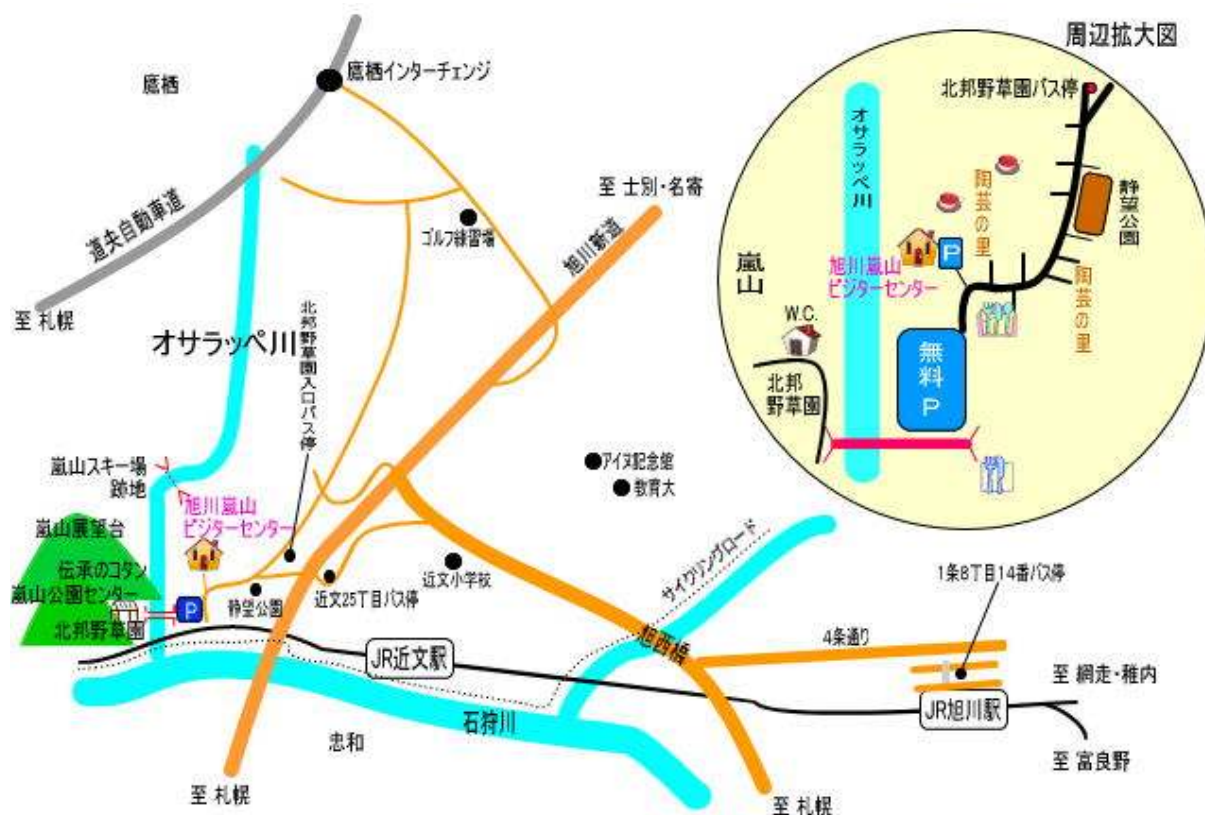 鷹栖
鷹栖インターチェンジ
道央自動車道
至 札幌
ゴルフ練習場
至 士別・名寄
旭川新道
オサラッペ川
北邦野草園入口バス停
嵐山スキー場
跡地
旭川嵐山
ビジターセンター
嵐山展望台
伝承のコタン
嵐山公園センター
北邦野草園
P
静望公園
近文25丁目バス停
近文小学校
アイヌ記念館
教育大
サイクリングロード
旭西橋
4条通り
1条8丁目14番バス停
JR近文駅
JR旭川駅
至 網走・稚内
至 富良野
石狩川
忠和
至 札幌
至 札幌
周辺拡大図
北邦野草園バス停
オサラッペ川
陶芸の里
静望公園
旭川嵐山
ビジターセンター
P
陶芸の里
嵐山
W.C.
北邦
野草園
無料P